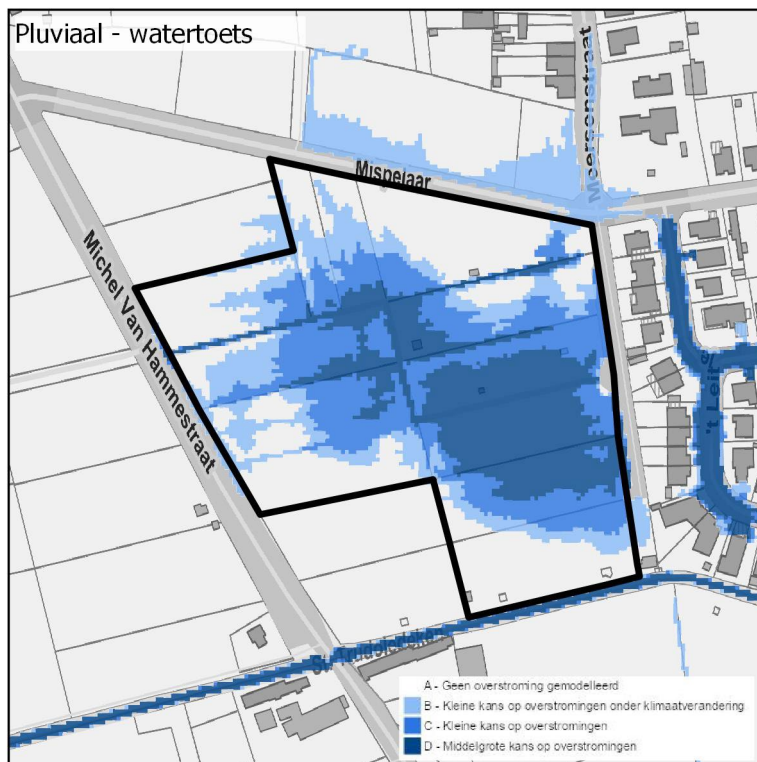 Pluviaal - watertoets
Meersenstraat
Mispelaar
Michel Van Hammestraat
A - Geen overstroming gemodelleerd
B - Kleine kans op overstromingen onder klimaatverandering
C - Kleine kans op overstromingen
D - Middelgrote kans op overstromingen